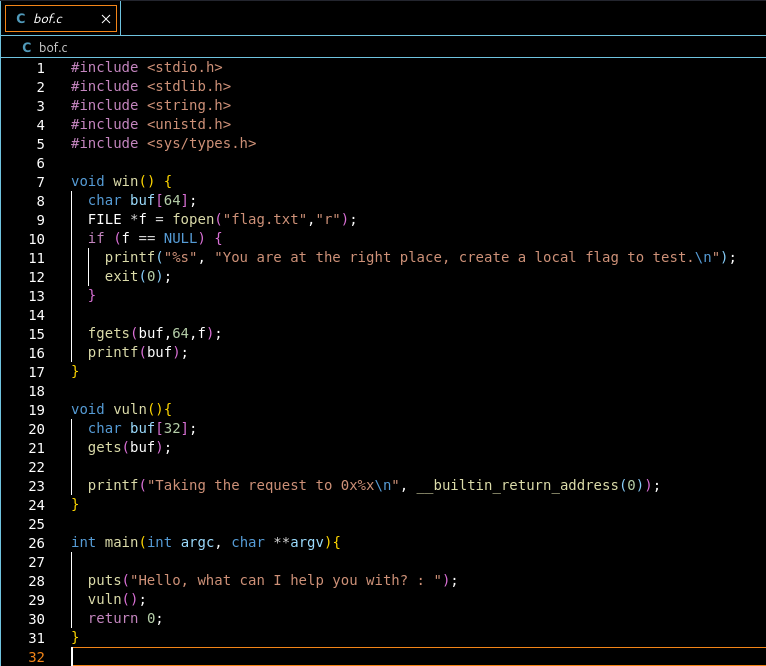 C bof.c ×
C bof.c
1 #include <stdio.h>
2 #include <stdlib.h>
3 #include <string.h>
4 #include <unistd.h>
5 #include <sys/types.h>
6
7 void win() {
8   char buf[64];
9   FILE *f = fopen("flag.txt","r");
10   if (f == NULL) {
11     printf("%s", "You are at the right place, create a local flag to test.\n");
12     exit(0);
13   }
14
15   fgets(buf,64,f);
16   printf(buf);
17 }
18
19 void vuln(){
20   char buf[32];
21   gets(buf);
22
23   printf("Taking the request to 0x%x\n", __builtin_return_address(0));
24 }
25
26 int main(int argc, char **argv){
27
28   puts("Hello, what can I help you with? : ");
29   vuln();
30   return 0;
31 }
32